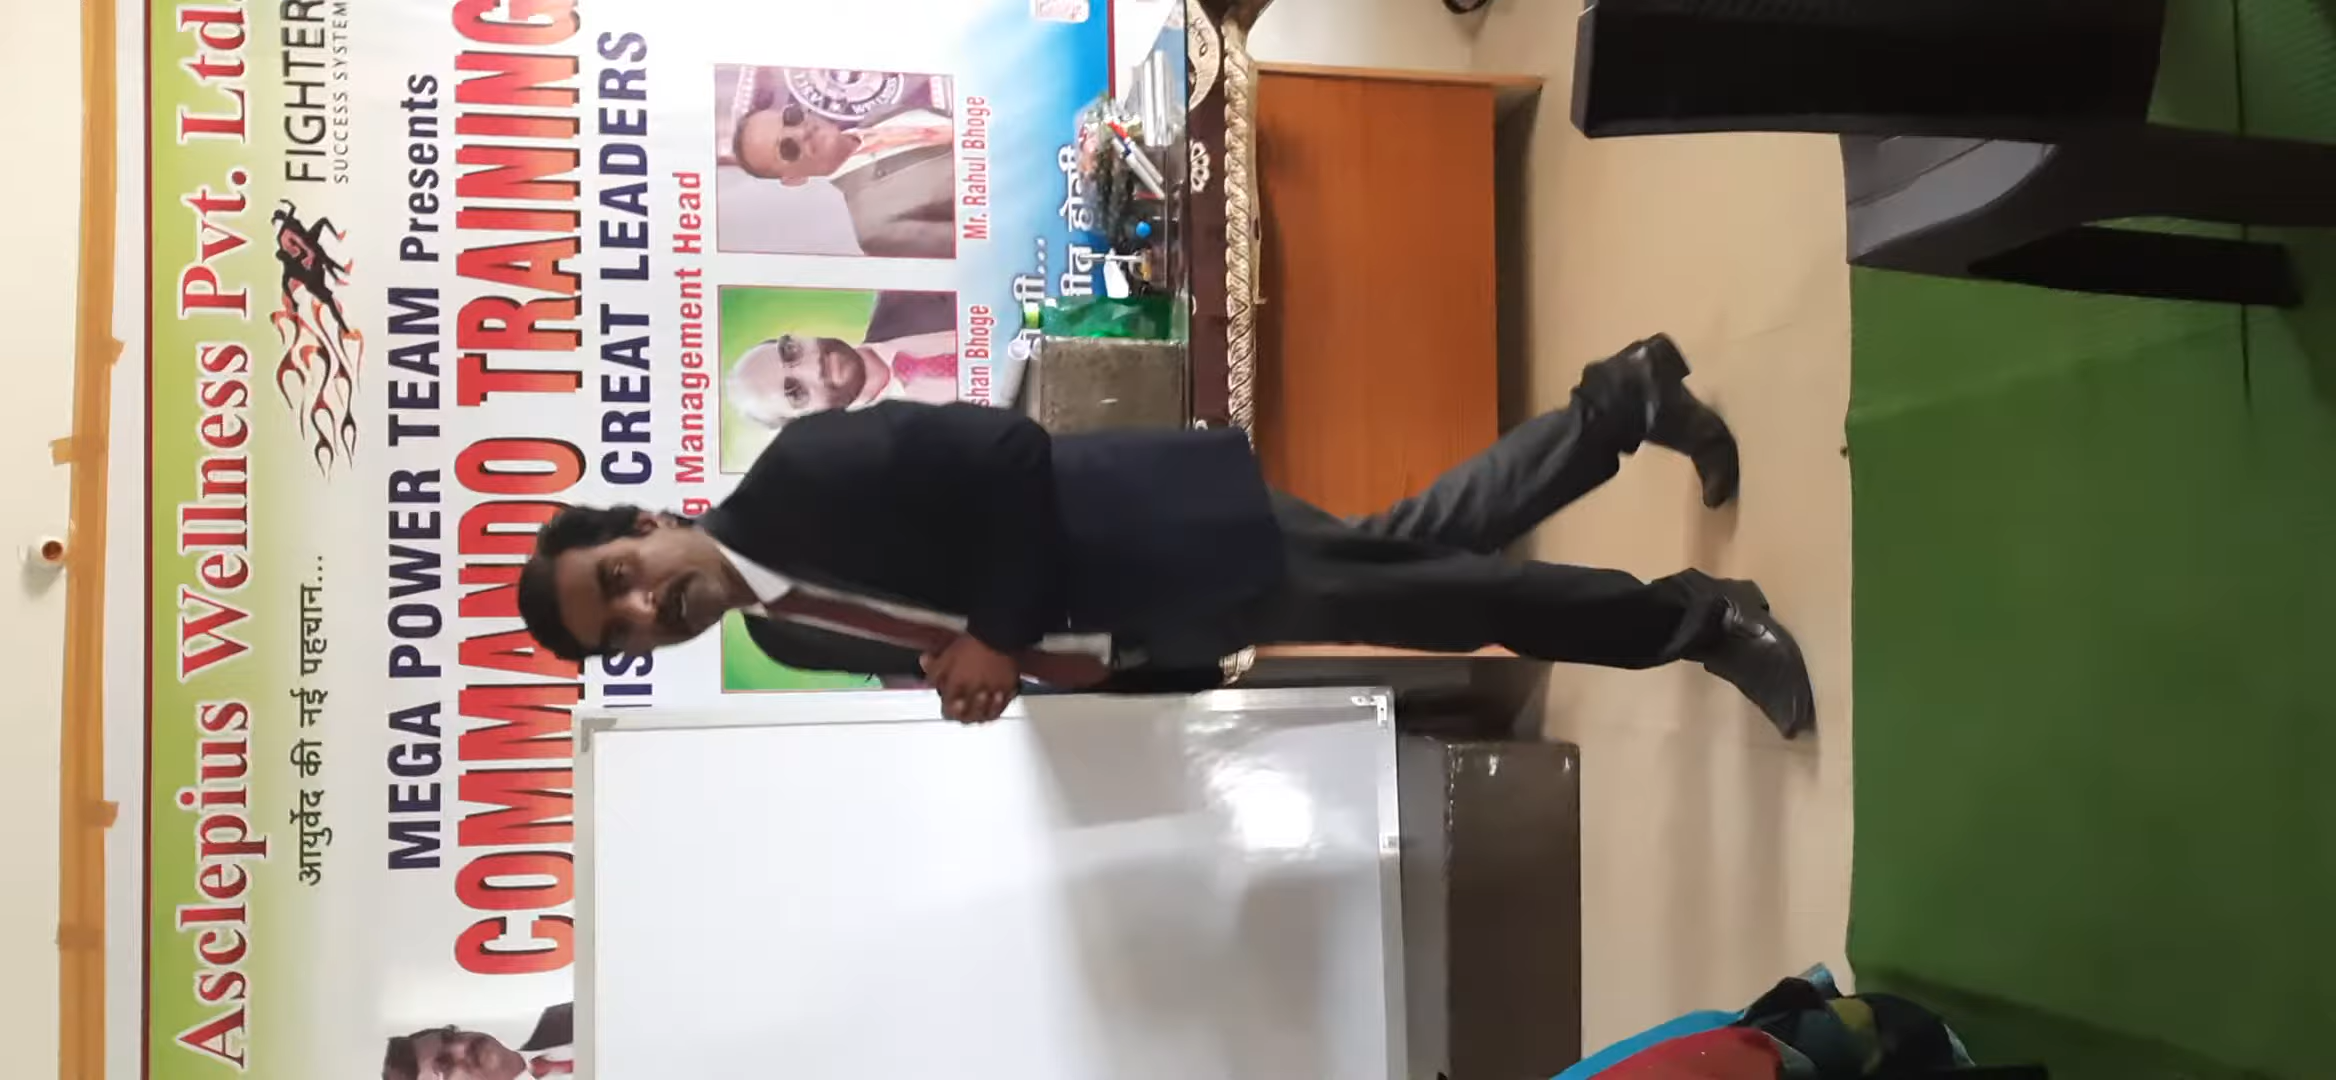 Asclepius Wellness Pvt. Ltd.
आयुर्वेद की नई पहचान...
FIGHTER
SUCCESS SYSTEM
MEGA POWER TEAM Presents
COMMANDO TRAINING
CREAT LEADERS
Management Head
Mr. Rahul Bhoge
Bhoge
WELLNESS